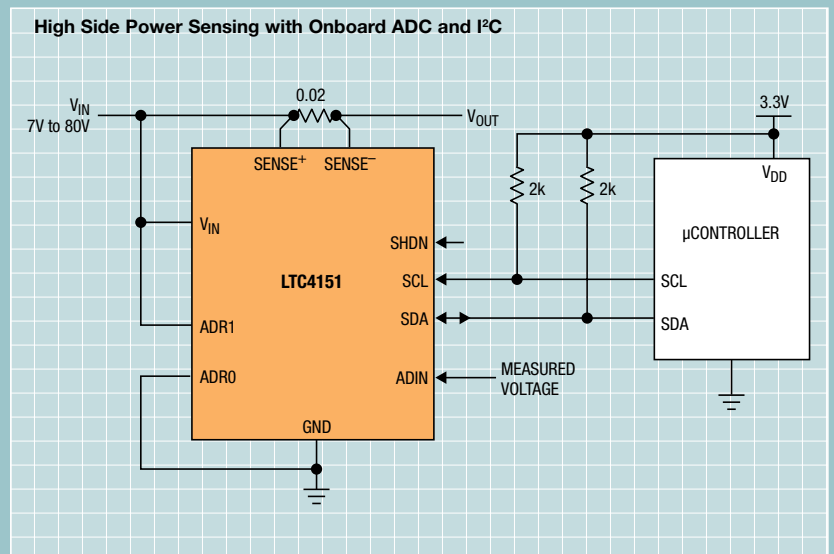 High Side Power Sensing with Onboard ADC and I²C
0.02
3.3V
V_IN
7V to 80V
V_OUT
SENSE⁺ SENSE⁻
V_DD
2k
2k
V_IN
µCONTROLLER
SHDN
LTC4151
SCL
SCL
SDA
SDA
ADR1
ADR0
ADIN
MEASURED
VOLTAGE
GND